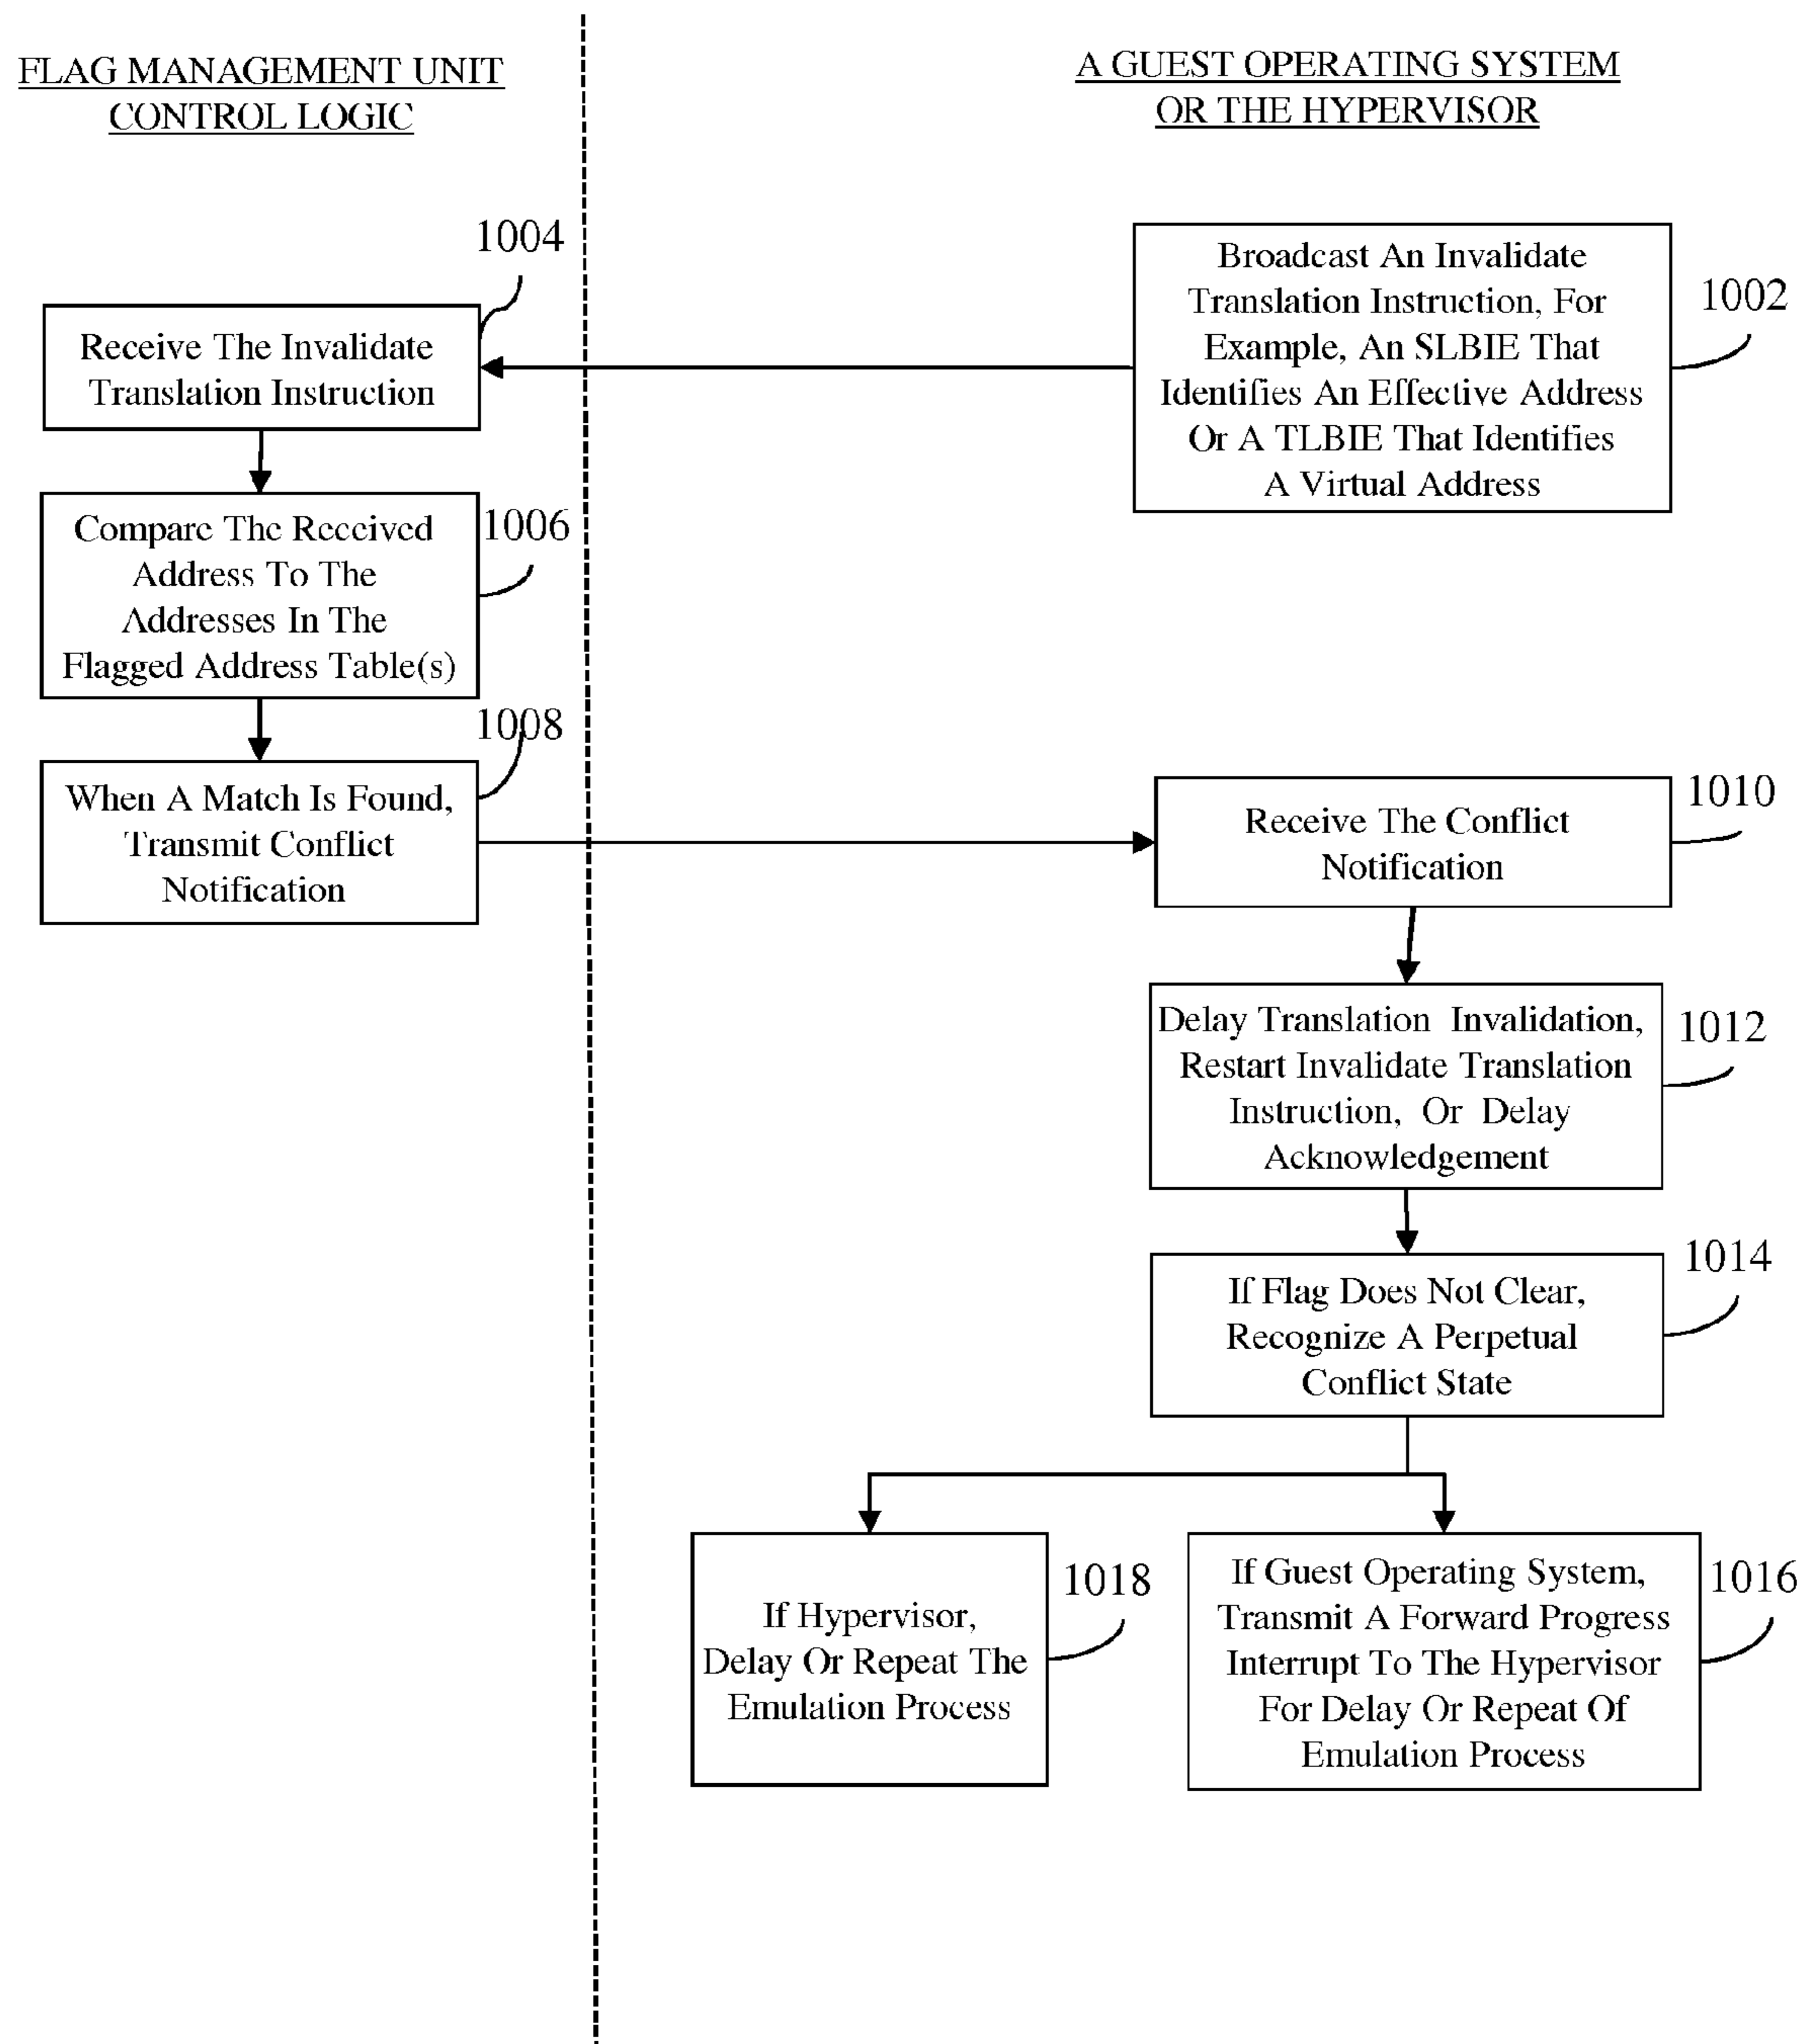 FLAG MANAGEMENT UNIT
CONTROL LOGIC
A GUEST OPERATING SYSTEM
OR THE HYPERVISOR
1004
Receive The Invalidate
Translation Instruction
Broadcast An Invalidate
Translation Instruction, For
Example, An SLBIE That
Identifies An Effective Address
Or A TLBIE That Identifies
A Virtual Address
1002
Compare The Received
Address To The
Addresses In The
Flagged Address Table(s)
1006
1008
When A Match Is Found,
Transmit Conflict
Notification
Receive The Conflict
Notification
1010
Delay Translation Invalidation,
Restart Invalidate Translation
Instruction, Or Delay
Acknowledgement
1012
If Flag Does Not Clear,
Recognize A Perpetual
Conflict State
1014
If Hypervisor,
Delay Or Repeat The
Emulation Process
1018
If Guest Operating System,
Transmit A Forward Progress
Interrupt To The Hypervisor
For Delay Or Repeat Of
Emulation Process
1016